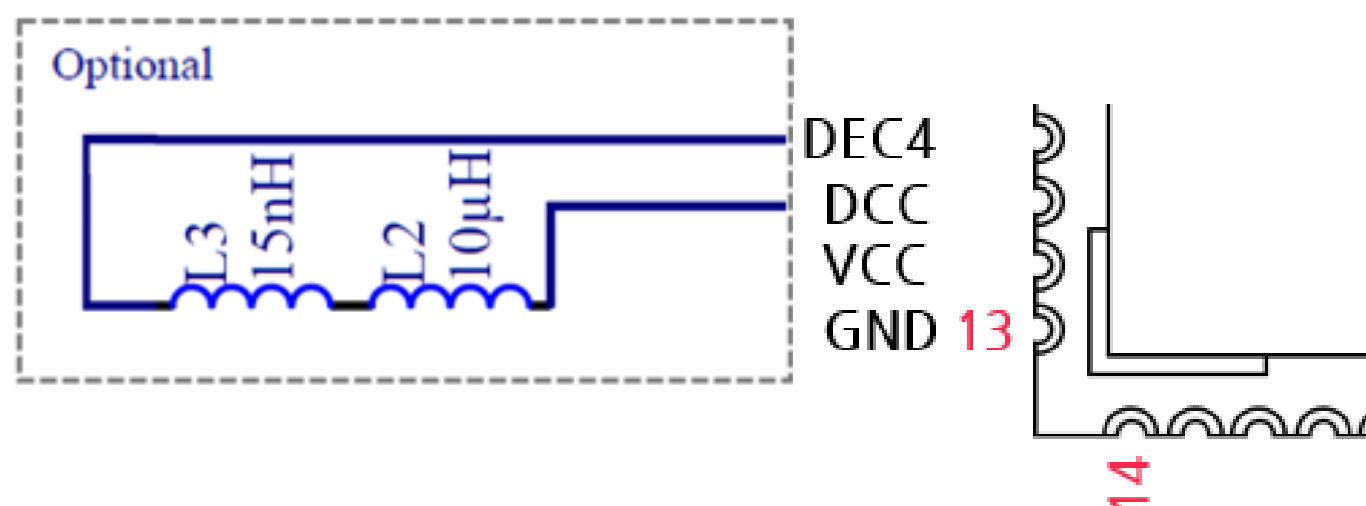 Optional
L3
15nH
L2
10µH
DEC4
DCC
VCC
GND 13
14